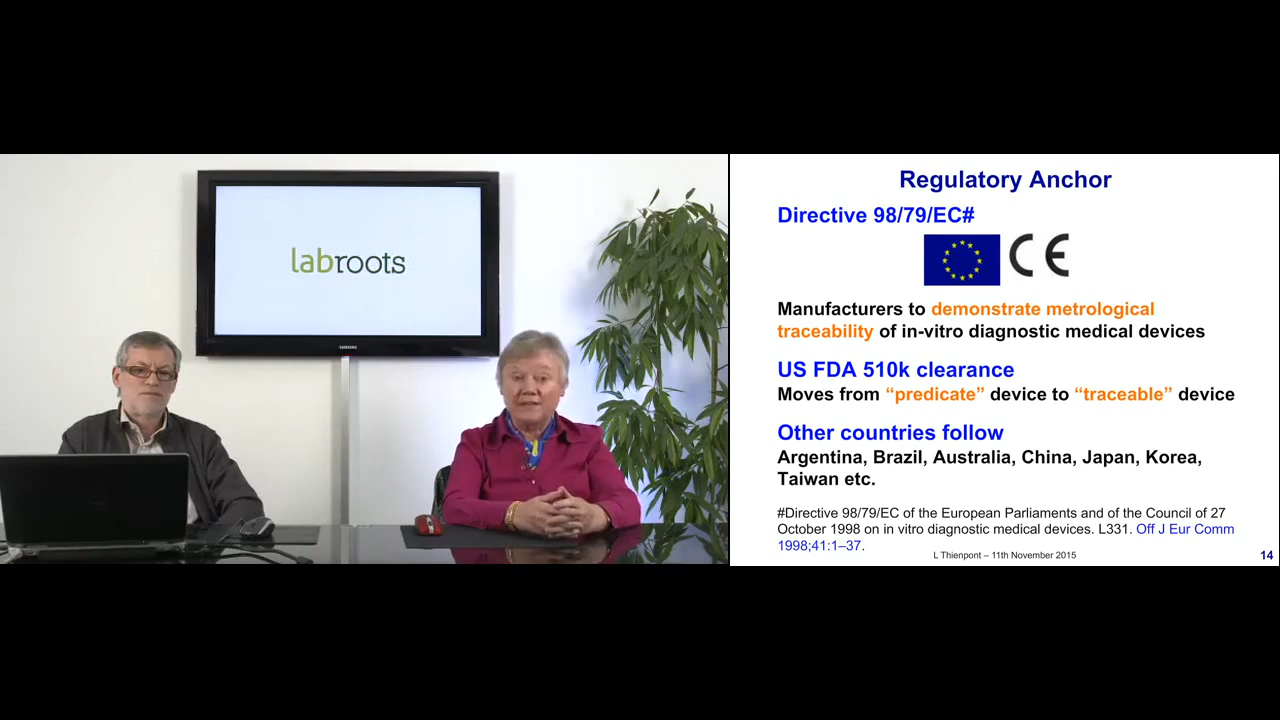 labroots
SAMSUNG
Regulatory Anchor
Directive 98/79/EC#
CE
Manufacturers to demonstrate metrological
traceability of in-vitro diagnostic medical devices
US FDA 510k clearance
Moves from “predicate” device to “traceable” device
Other countries follow
Argentina, Brazil, Australia, China, Japan, Korea,
Taiwan etc.
#Directive 98/79/EC of the European Parliaments and of the Council of 27
October 1998 on in vitro diagnostic medical devices. L331. Off J Eur Comm
1998;41:1–37.
L Thienpont – 11th November 2015
14